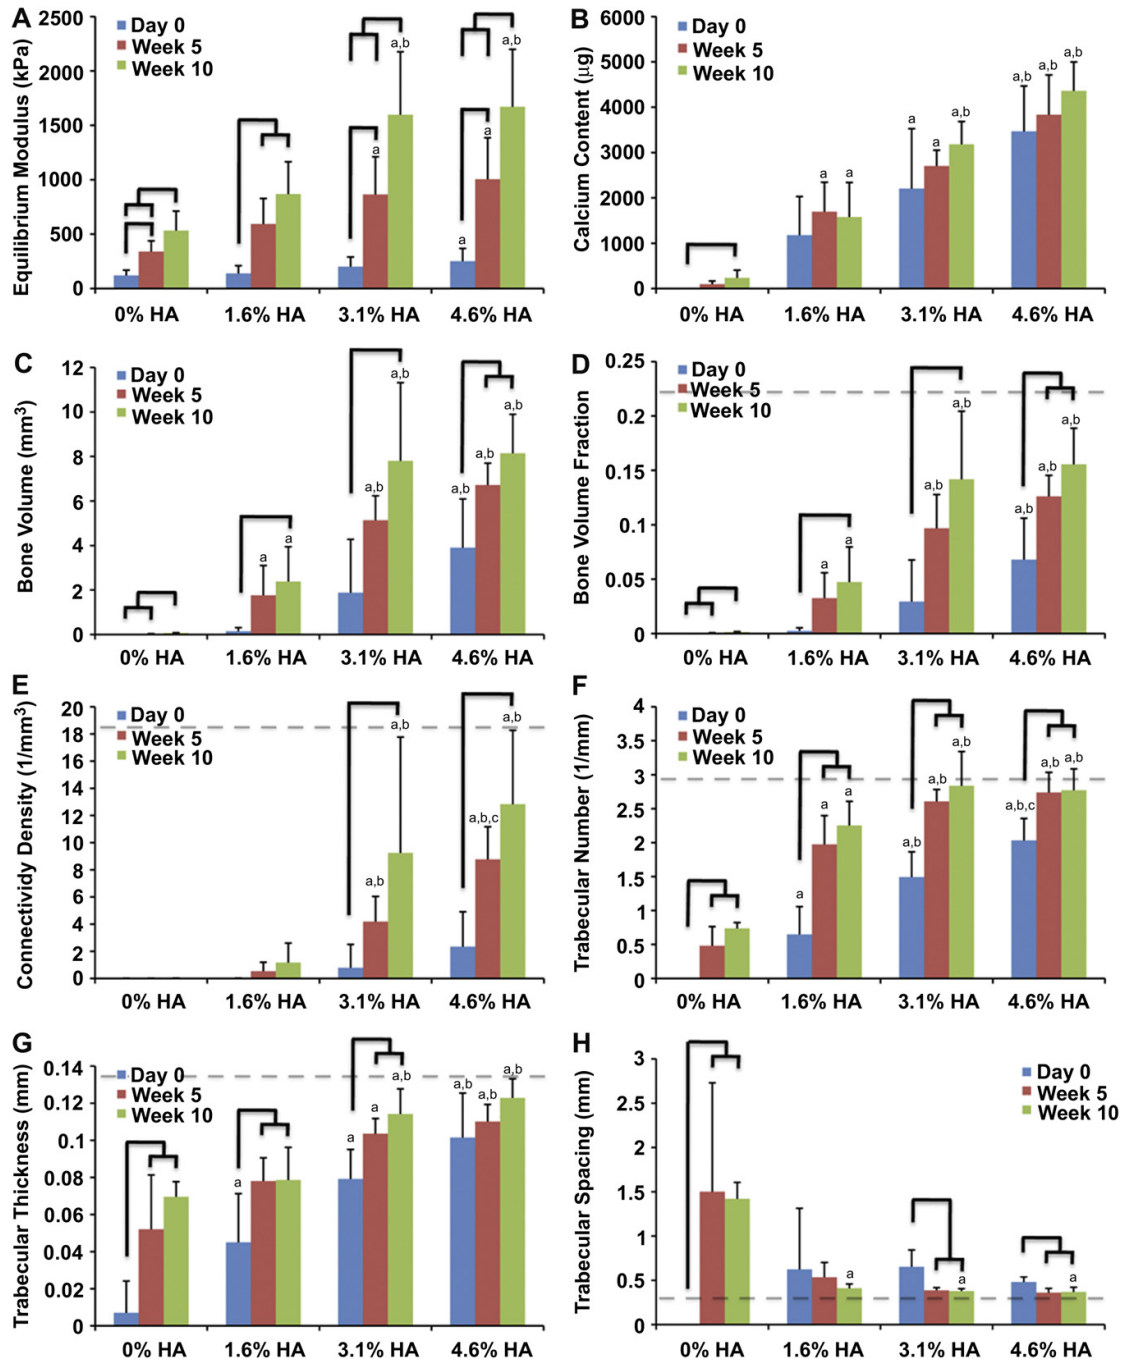 A
Equilibrium Modulus (kPa)
2500
2000
1500
1000
500
0
Day 0
Week 5
Week 10
a
a,b
a
a
a,b
0% HA
1.6% HA
3.1% HA
4.6% HA
B
Calcium Content (µg)
6000
5000
4000
3000
2000
1000
0
Day 0
Week 5
Week 10
a
a
a
a
a,b
a,b
a,b
a,b
0% HA
1.6% HA
3.1% HA
4.6% HA
C
Bone Volume (mm³)
12
10
8
6
4
2
0
Day 0
Week 5
Week 10
a
a
a,b
a,b
a,b
a,b
a,b
0% HA
1.6% HA
3.1% HA
4.6% HA
D
Bone Volume Fraction
0.25
0.2
0.15
0.1
0.05
0
Day 0
Week 5
Week 10
a
a
a,b
a,b
a,b
a,b
a,b
0% HA
1.6% HA
3.1% HA
4.6% HA
E
Connectividy Density (1/mm³)
20
18
16
14
12
10
8
6
4
2
0
Day 0
Week 5
Week 10
a,b
a,b
a,b,c
a,b
0% HA
1.6% HA
3.1% HA
4.6% HA
F
Trabecular Number (1/mm)
4
3.5
3
2.5
2
1.5
1
0.5
0
Day 0
Week 5
Week 10
a
a
a
a,b
a,b
a,b
a,b,c
a,b
a,b
0% HA
1.6% HA
3.1% HA
4.6% HA
G
Trabecular Thickness (mm)
0.14
0.12
0.1
0.08
0.06
0.04
0.02
0
Day 0
Week 5
Week 10
a
a
a
a,b
a,b
a,b
a,b
0% HA
1.6% HA
3.1% HA
4.6% HA
H
Trabecular Spacing (mm)
3
2.5
2
1.5
1
0.5
0
Day 0
Week 5
Week 10
a
a
a
0% HA
1.6% HA
3.1% HA
4.6% HA